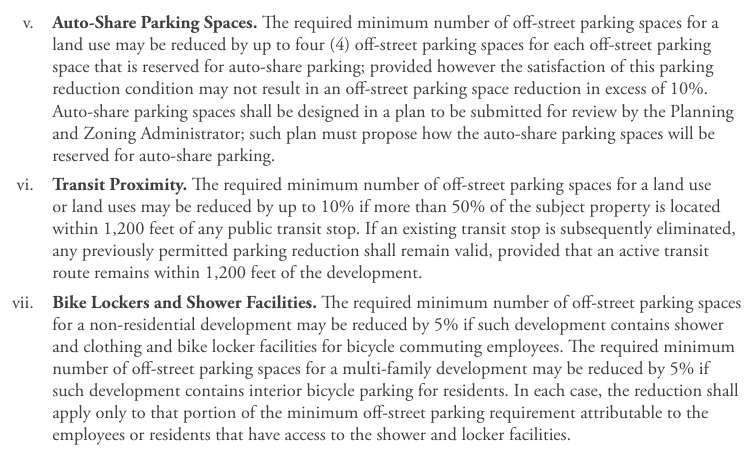 v. Auto-Share Parking Spaces. The required minimum number of off-street parking spaces for a
land use may be reduced by up to four (4) off-street parking spaces for each off-street parking
space that is reserved for auto-share parking; provided however the satisfaction of this parking
reduction condition may not result in an off-street parking space reduction in excess of 10%.
Auto-share parking spaces shall be designed in a plan to be submitted for review by the Planning
and Zoning Administrator; such plan must propose how the auto-share parking spaces will be
reserved for auto-share parking.
vi. Transit Proximity. The required minimum number of off-street parking spaces for a land use
or land uses may be reduced by up to 10% if more than 50% of the subject property is located
within 1,200 feet of any public transit stop. If an existing transit stop is subsequently eliminated,
any previously permitted parking reduction shall remain valid, provided that an active transit
route remains within 1,200 feet of the development.
vii. Bike Lockers and Shower Facilities. The required minimum number of off-street parking spaces
for a non-residential development may be reduced by 5% if such development contains shower
and clothing and bike locker facilities for bicycle commuting employees. The required minimum
number of off-street parking spaces for a multi-family development may be reduced by 5% if
such development contains interior bicycle parking for residents. In each case, the reduction shall
apply only to that portion of the minimum off-street parking requirement attributable to the
employees or residents that have access to the shower and locker facilities.